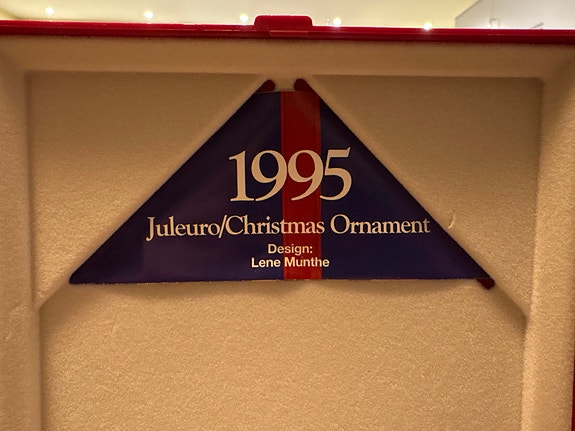 1995
Juleuro/Christmas Ornament
Design:
Lene Munthe